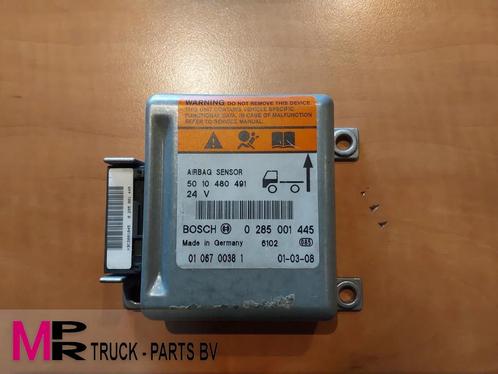 WARNING DO NOT REMOVE THIS DEVICE.
THIS UNIT CONTAINS VEHICLE SPECIFIC
FUNCTIONAL DATA. IN CASE OF MALFUNCTION
REFER TO SERVICE MANUAL.
AIRBAG SENSOR
50 10 480 491
24 V
BOSCH 0 285 001 445
Made in Germany 6102
01 067 0038 1 01-03-08
MPR TRUCK - PARTS BV